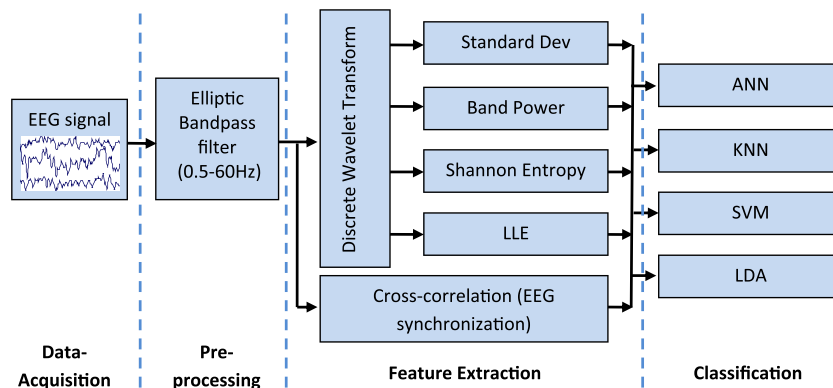 EEG signal
Elliptic
Bandpass
filter
(0.5-60Hz)
Discrete Wavelet Transform
Standard Dev
Band Power
Shannon Entropy
LLE
Cross-correlation (EEG
synchronization)
ANN
KNN
SVM
LDA
Data-
Acquisition
Pre-
processing
Feature Extraction
Classification